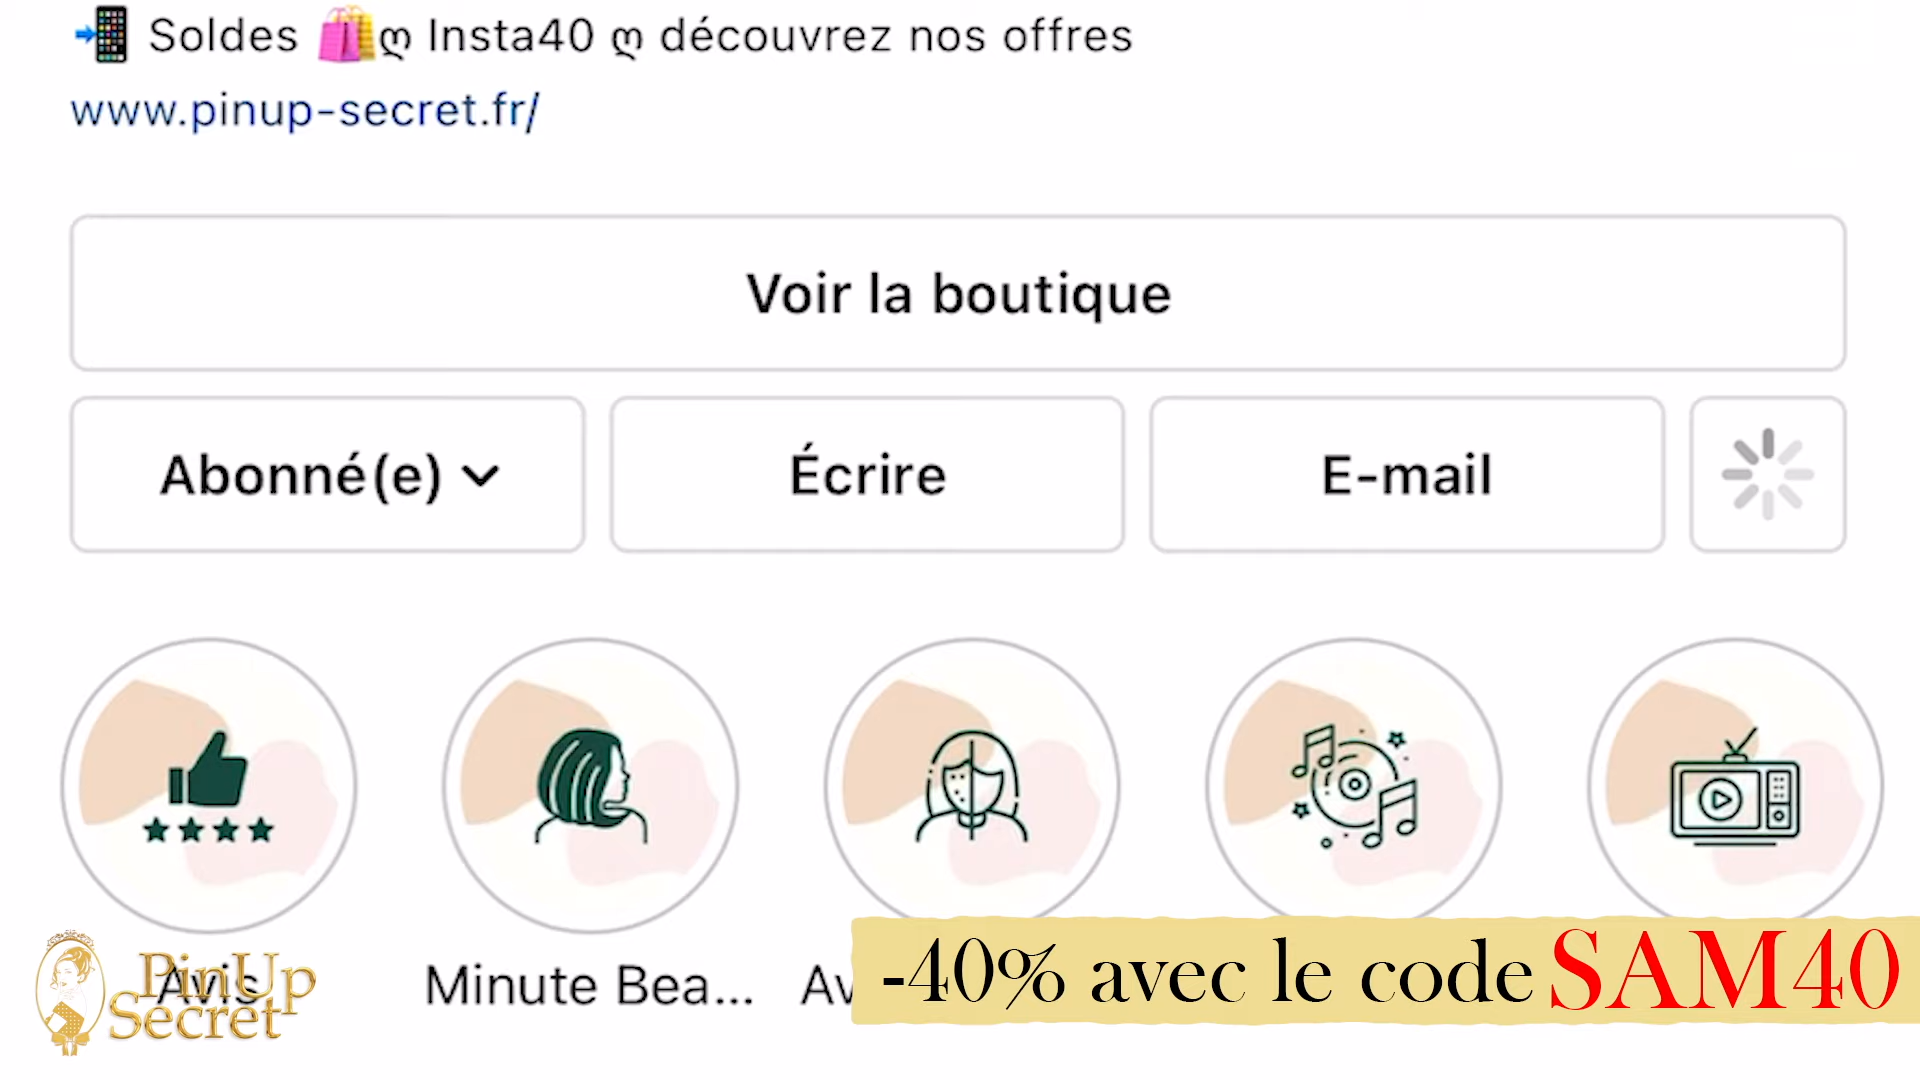 📲 Soldes 🛍️ღ Insta40 ღ découvrez nos offres
www.pinup-secret.fr/
Voir la boutique
Abonné(e)
Écrire
E-mail
Avis
Minute Bea...
Av
PinUp
Secret
-40% avec le code SAM40